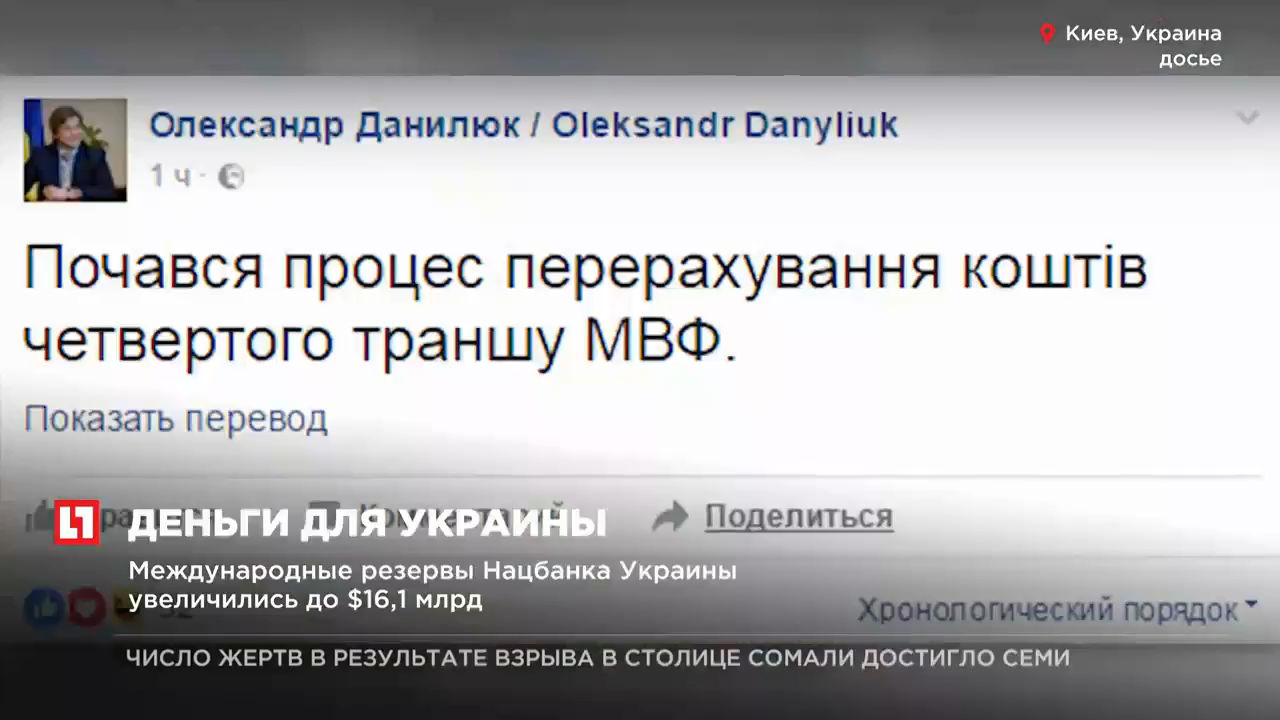 Киев, Украина
досье
Олександр Данилюк / Oleksandr Danyliuk
1 ч ·
Почався процес перерахування коштів
четвертого траншу МВФ.
Показать перевод
Поделиться
ДЕНЬГИ ДЛЯ УКРАИНЫ
Международные резервы Нацбанка Украины
увеличились до $16,1 млрд
Хронологический порядок
ЧИСЛО ЖЕРТВ В РЕЗУЛЬТАТЕ ВЗРЫВА В СТОЛИЦЕ СОМАЛИ ДОСТИГЛО СЕМИ